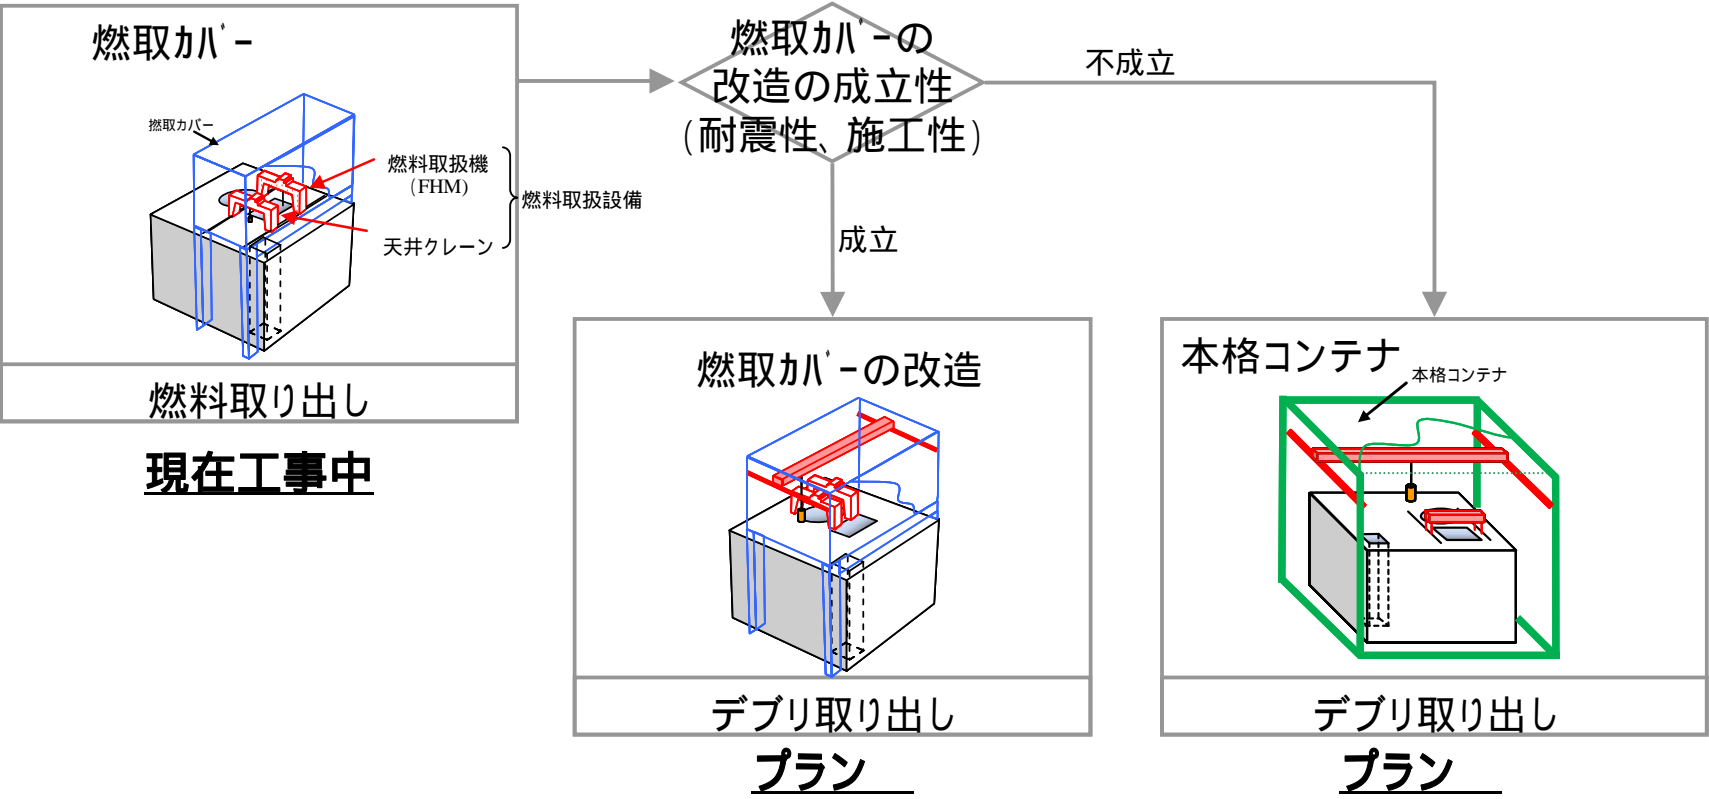 燃取ｶﾊﾞｰ
撚取カバー
燃料取扱機
(FHM)
天井クレーン
燃料取扱設備
燃料取り出し
現在工事中
燃取ｶﾊﾞｰの
改造の成立性
(耐震性、施工性)
不成立
成立
燃取ｶﾊﾞｰの改造
デブリ取り出し
プラン
本格コンテナ
本格コンテナ
デブリ取り出し
プラン